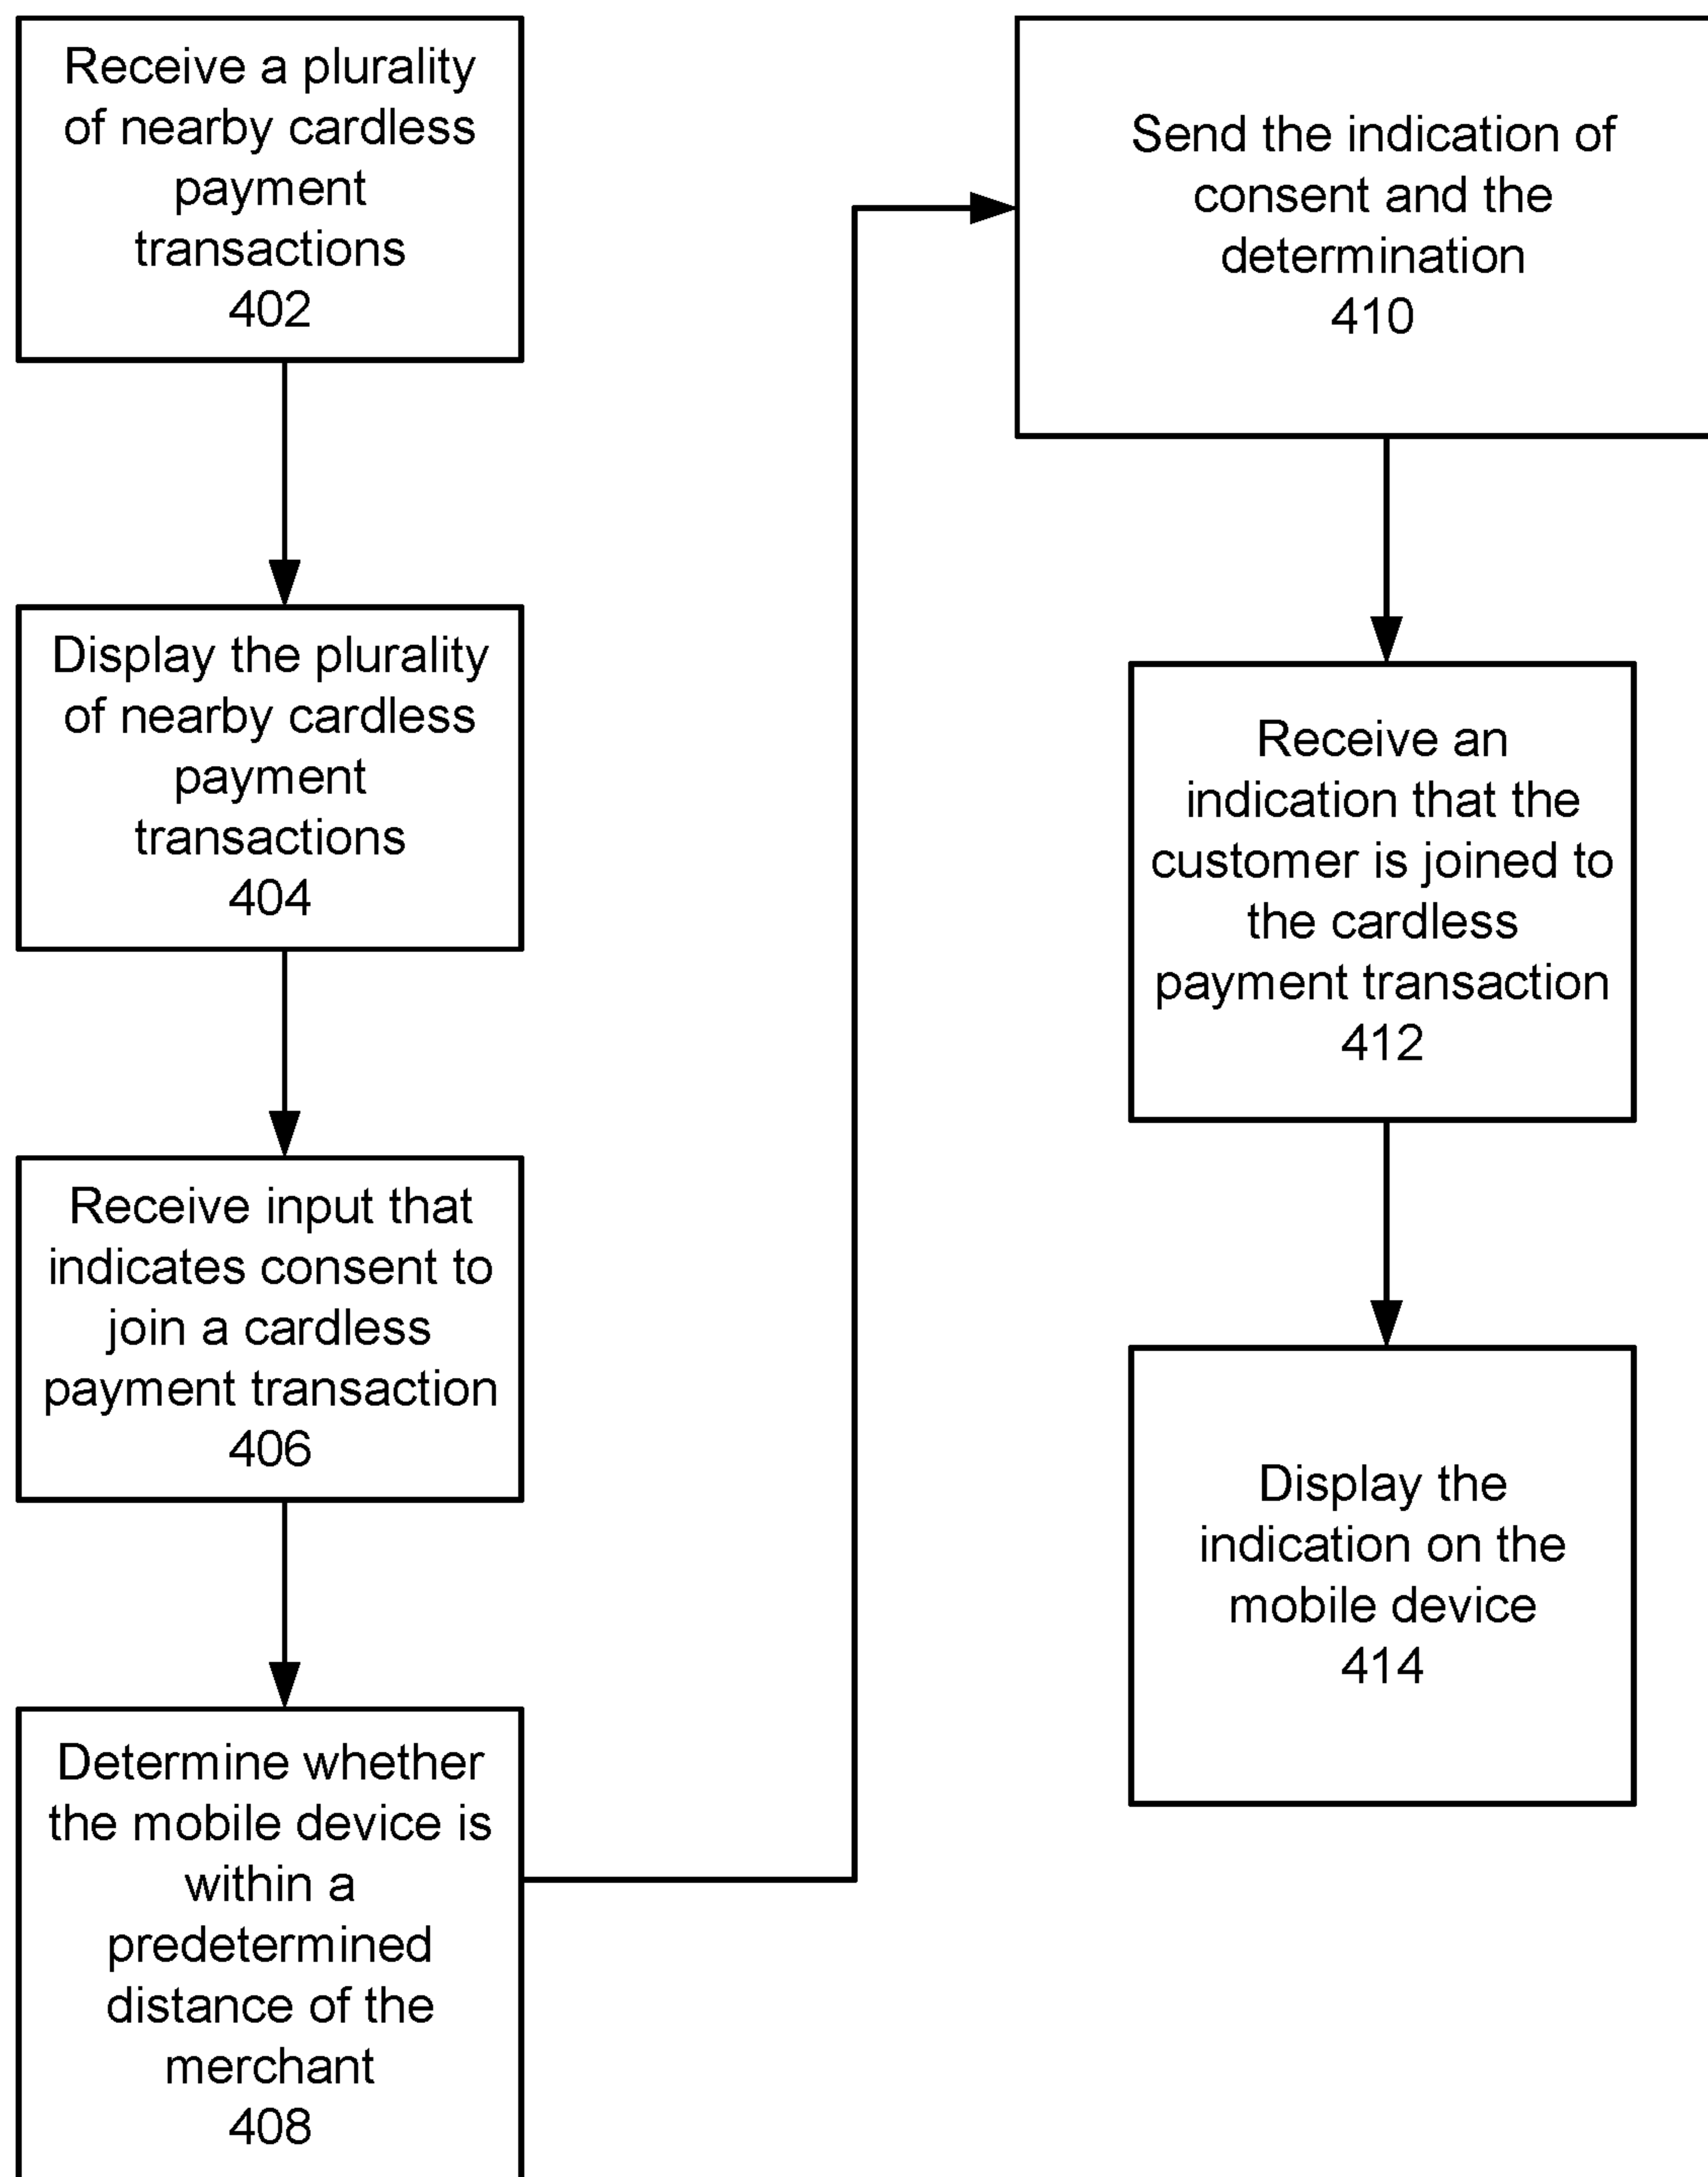 Receive a plurality
of nearby cardless
payment
transactions
402
Display the plurality
of nearby cardless
payment
transactions
404
Receive input that
indicates consent to
join a cardless
payment transaction
406
Determine whether
the mobile device is
within a
predetermined
distance of the
merchant
408
Send the indication of
consent and the
determination
410
Receive an
indication that the
customer is joined to
the cardless
payment transaction
412
Display the
indication on the
mobile device
414